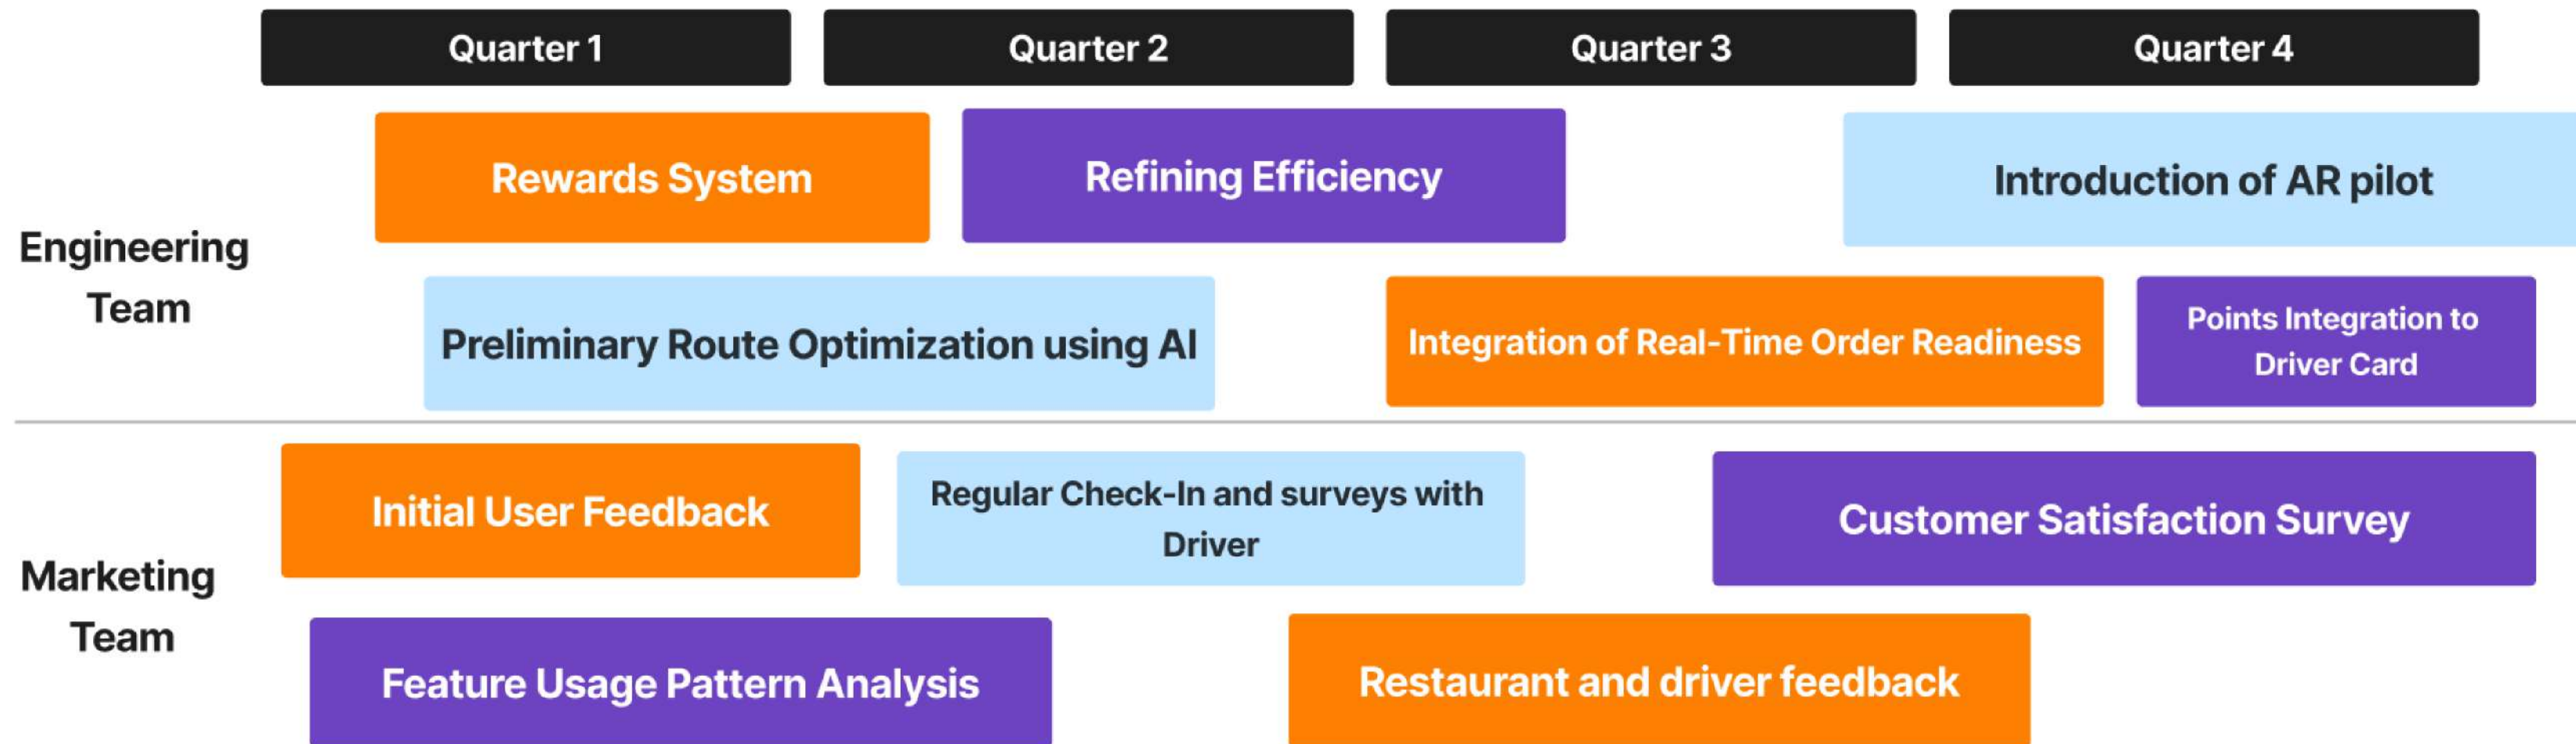 Quarter 1
Quarter 2
Quarter 3
Quarter 4
Engineering
Team
Rewards System
Refining Efficiency
Introduction of AR pilot
Preliminary Route Optimization using AI
Integration of Real-Time Order Readiness
Points Integration to
Driver Card
Marketing
Team
Initial User Feedback
Regular Check-In and surveys with
Driver
Customer Satisfaction Survey
Feature Usage Pattern Analysis
Restaurant and driver feedback